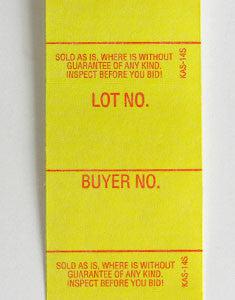 SOLD AS IS, WHERE IS WITHOUT
GUARANTEE OF ANY KIND.
INSPECT BEFORE YOU BID!
KAS-14S
LOT NO.
BUYER NO.
SOLD AS IS, WHERE IS WITHOUT
GUARANTEE OF ANY KIND.
INSPECT BEFORE YOU BID!
KAS-14S